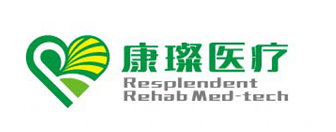 康璨医疗
Resplendent
Rehab Med-tech